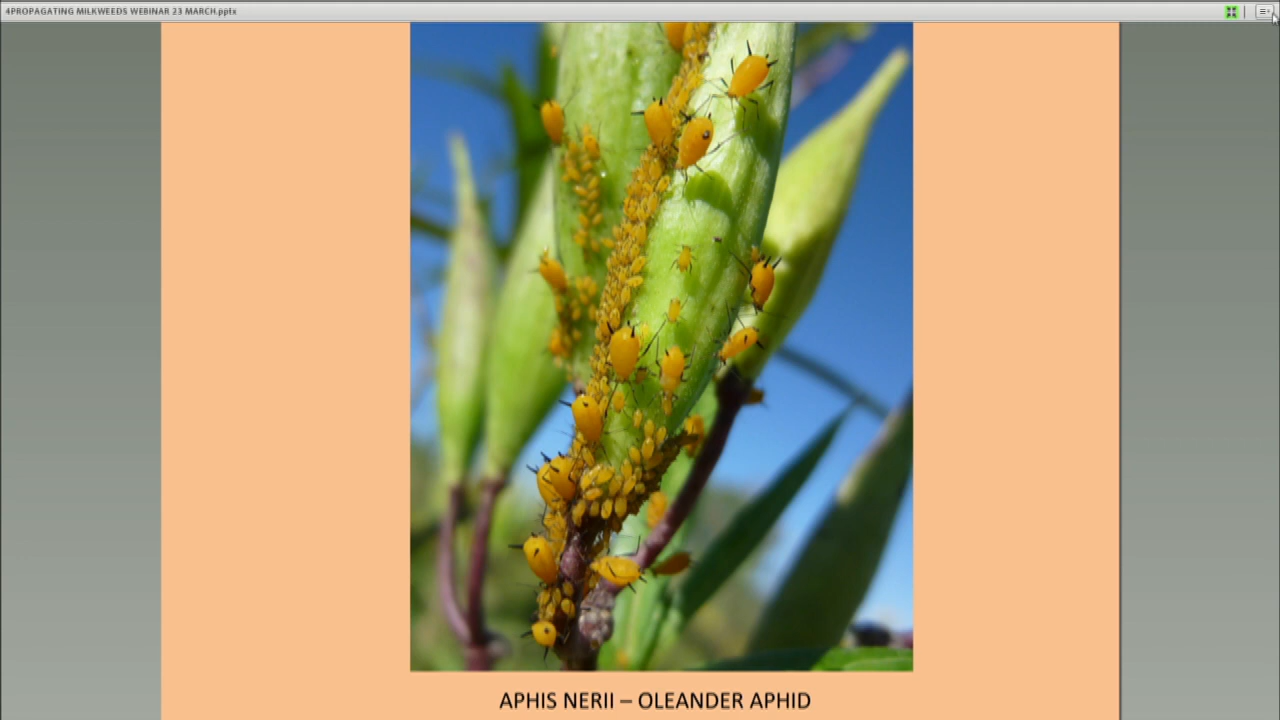 4PROPAGATING MILKWEEDS WEBINAR 23 MARCH.pptx
APHIS NERII – OLEANDER APHID